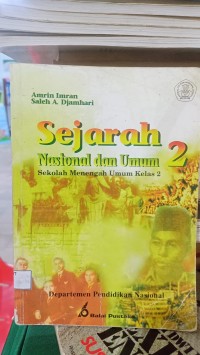 Amrin Imran
Saleh A. Djamhari
Sejarah 2
Nasional dan Umum
Sekolah Menengah Umum Kelas 2
Departemen Pendidikan Nasional
Balai Pustaka